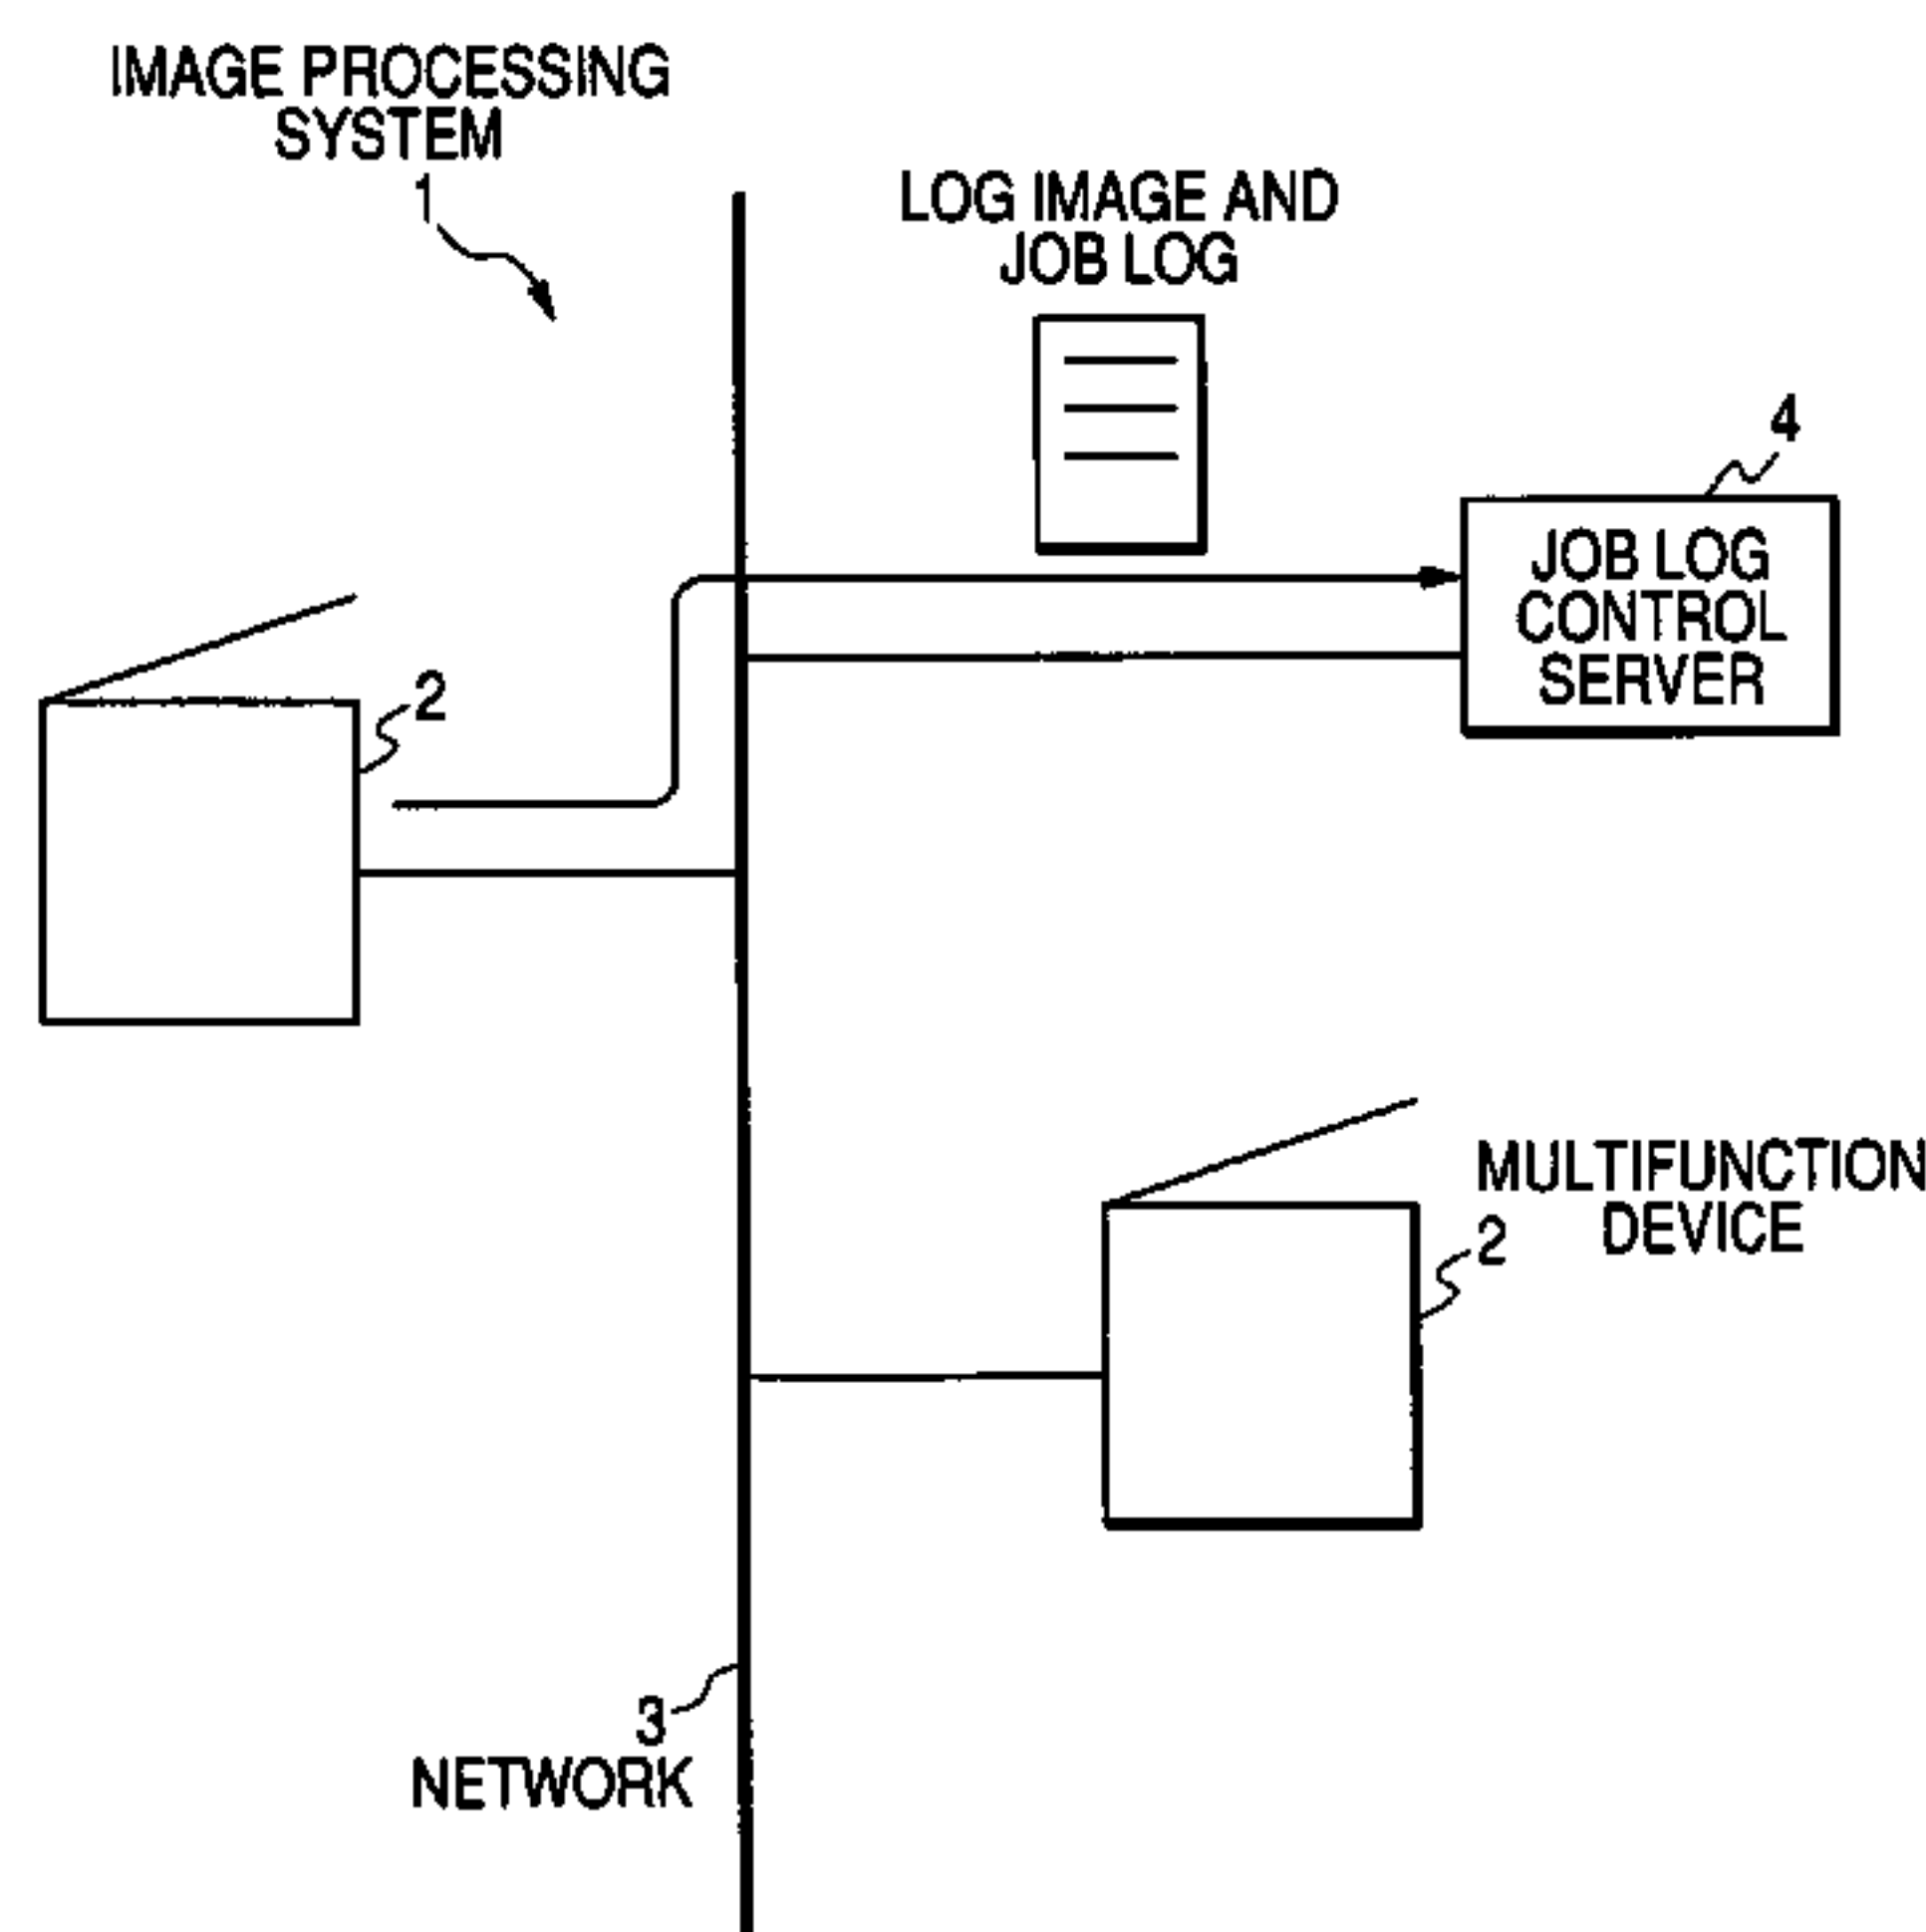 IMAGE PROCESSING
SYSTEM
1
LOG IMAGE AND
JOB LOG
4
JOB LOG
CONTROL
SERVER
2
MULTIFUNCTION
DEVICE
2
3
NETWORK